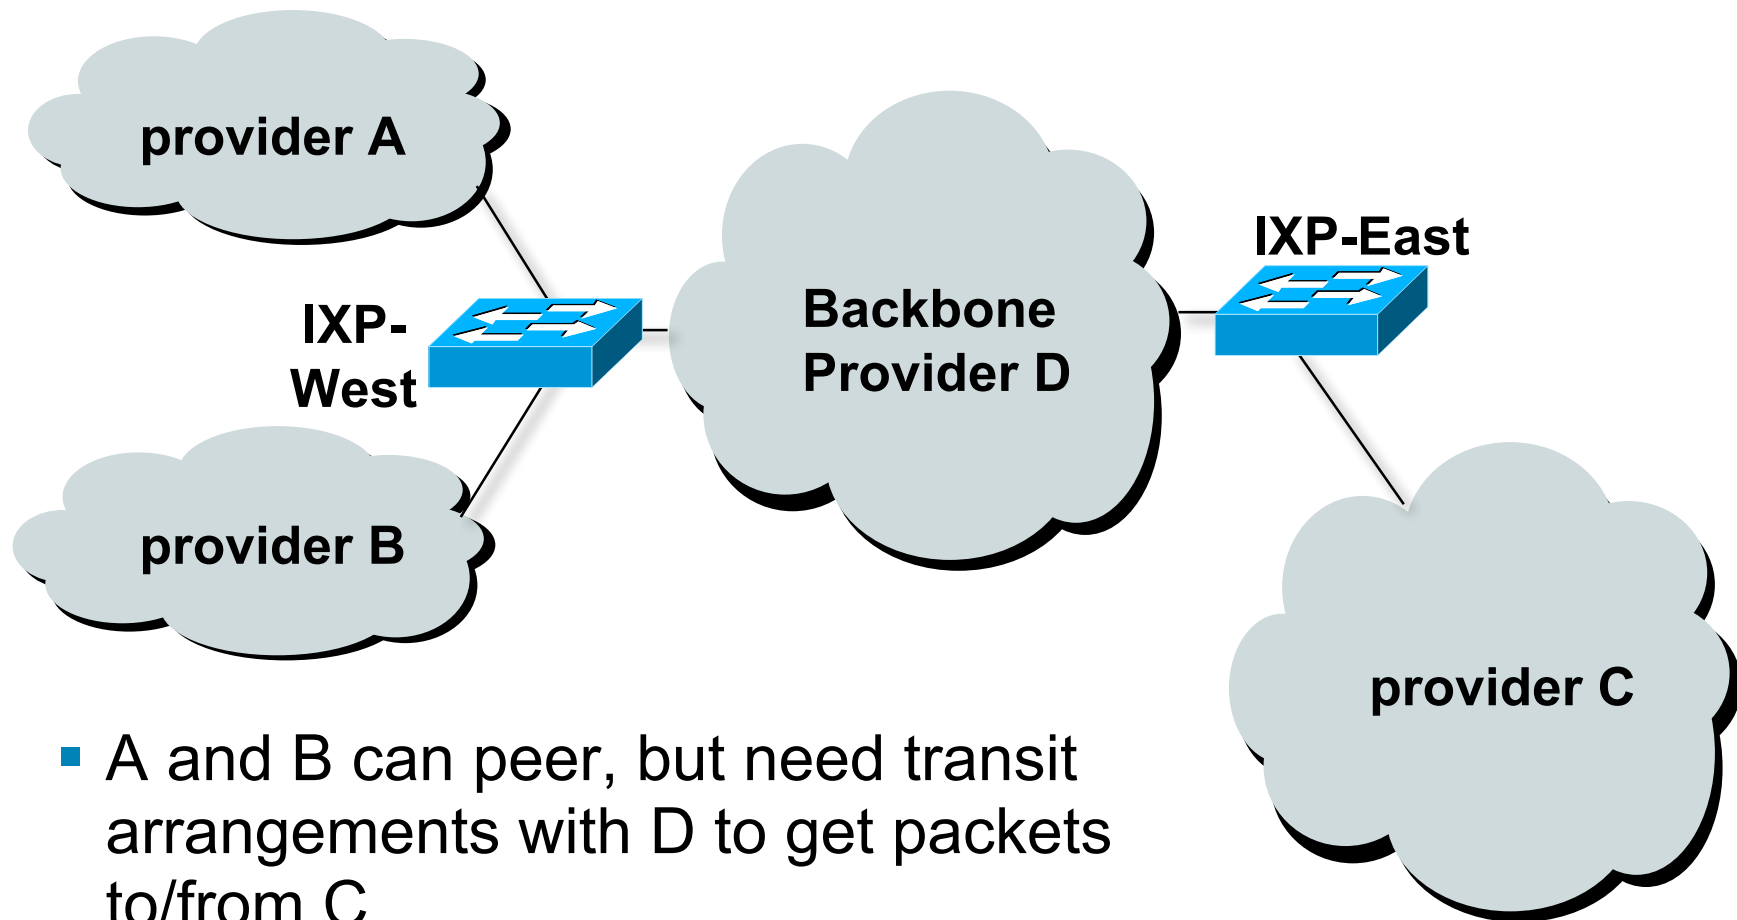 provider A
IXP-East
IXP-
West
Backbone
Provider D
provider B
provider C
A and B can peer, but need transit
arrangements with D to get packets
to/from C